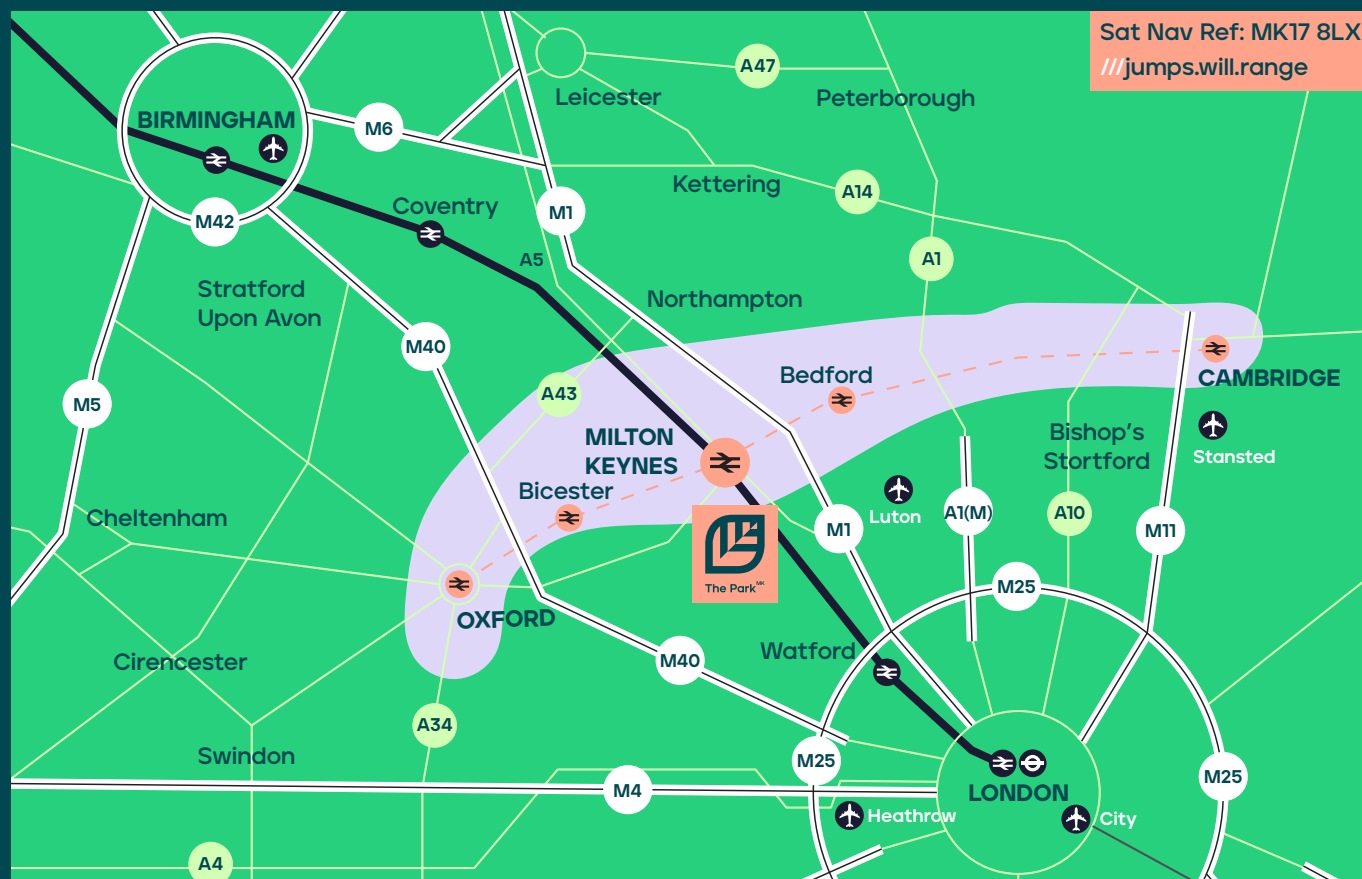 Sat Nav Ref: MK17 8LX
///jumps.will.range
A47
Leicester
Peterborough
BIRMINGHAM
M6
Kettering
A14
Coventry
M1
M42
A5
A1
Stratford
Upon Avon
Northampton
M40
CAMBRIDGE
Bedford
A43
M5
MILTON
KEYNES
Bishop's
Stortford
Stansted
Bicester
Luton
A1(M)
A10
Cheltenham
M1
M11
The Park MK
M25
OXFORD
Watford
Cirencester
M40
A34
Swindon
M25
M25
M4
LONDON
Heathrow
City
A4